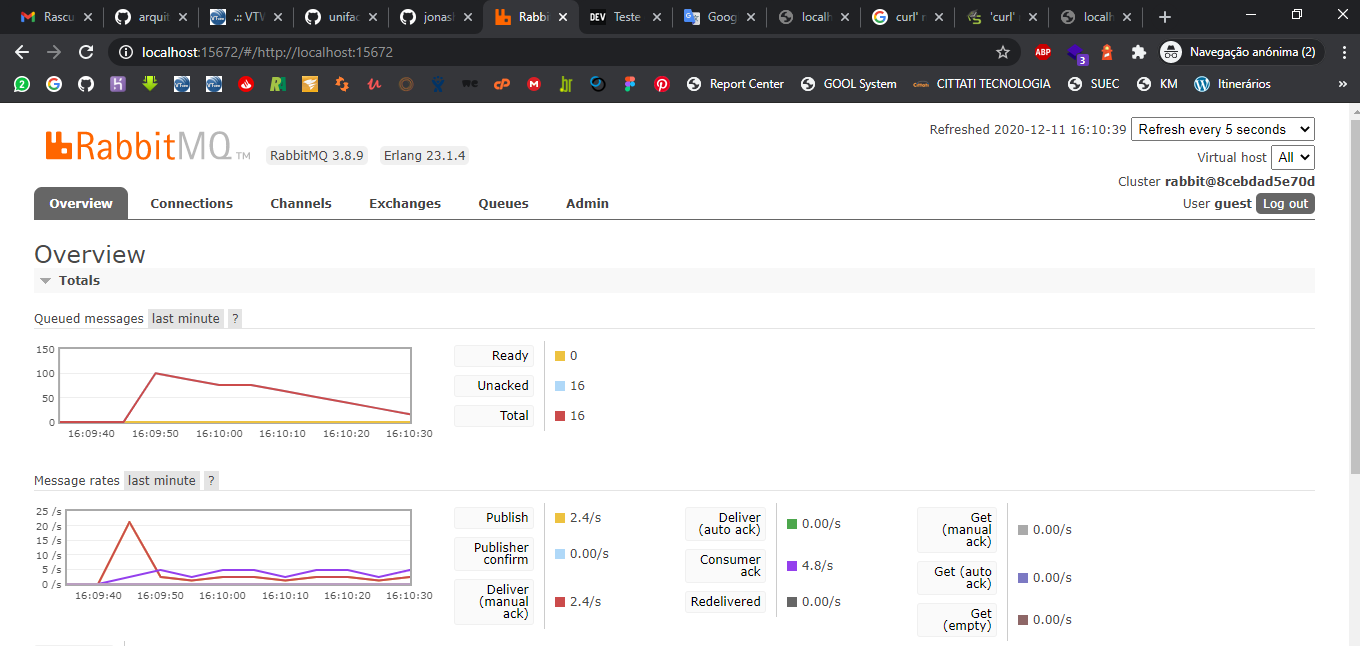 Rascu
arquit
.:: VTV
unifac
jonas
Rabbi
DEV Teste
Goog
localh
curl' r
'curl' r
localh
localhost:15672/#/http://localhost:15672
ABP 3 Navegação anónima (2)
2 Report Center GOOL System CITTATI TECNOLOGIA SUEC KM Itinerários »
RabbitMQ TM RabbitMQ 3.8.9 Erlang 23.1.4
Refreshed 2020-12-11 16:10:39 Refresh every 5 seconds
Virtual host All
Cluster rabbit@8cebdad5e70d
User guest Log out
Overview Connections Channels Exchanges Queues Admin
Overview
Totals
Queued messages last minute ?
150
100
50
0
16:09:40 16:09:50 16:10:00 16:10:10 16:10:20 16:10:30
Ready 0
Unacked 16
Total 16
Message rates last minute ?
25 /s
20 /s
15 /s
10 /s
5 /s
0 /s
16:09:40 16:09:50 16:10:00 16:10:10 16:10:20 16:10:30
Publish 2.4/s
Publisher
confirm 0.00/s
Deliver
(manual
ack) 2.4/s
Deliver
(auto ack) 0.00/s
Consumer
ack 4.8/s
Redelivered 0.00/s
Get
(manual
ack) 0.00/s
Get (auto
ack) 0.00/s
Get
(empty) 0.00/s